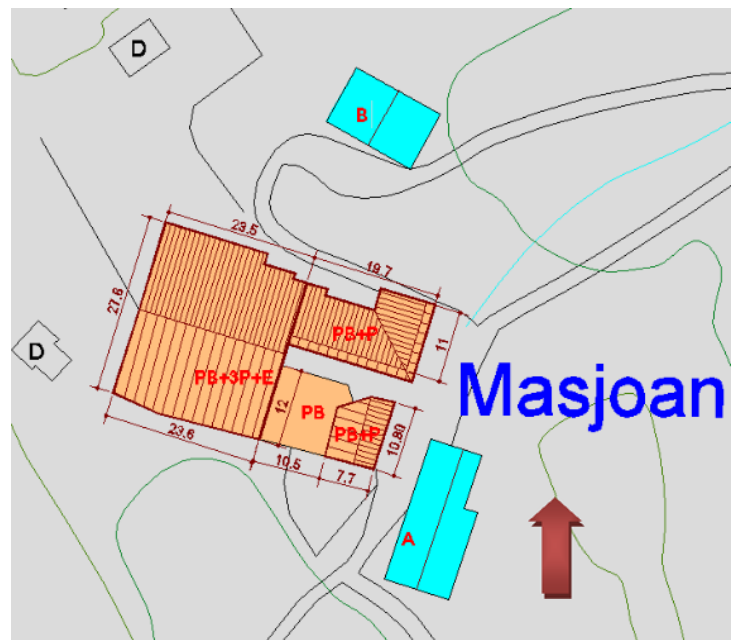 D
B
23.5
19.7
27.6
PB+P
11
D
PB+3P+E
Masjoan
12
PB
PB+P
10.80
23.6
10.5
7.7
A